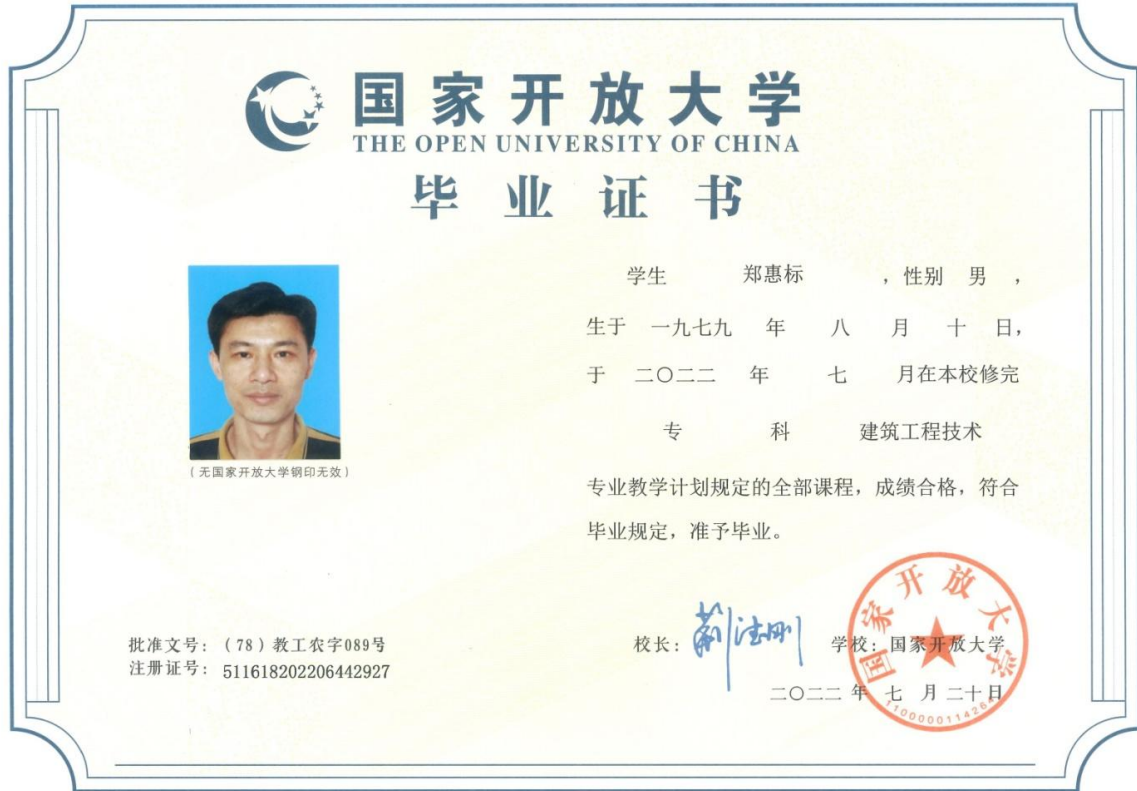 国家开放大学
THE OPEN UNIVERSITY OF CHINA
毕业证书
学生 郑惠标 ，性别 男 ，
生于 一九七九 年 八 月 十 日，
于 二〇二二 年 七 月在本校修完
专 科 建筑工程技术
专业教学计划规定的全部课程，成绩合格，符合
毕业规定，准予毕业。
（无国家开放大学钢印无效）
批准文号：（78）教工农字089号
注册证号：511618202206442927
校长：荆德刚 学校：国家开放大学
二〇二二 年 七 月 二十日
国家开放大学